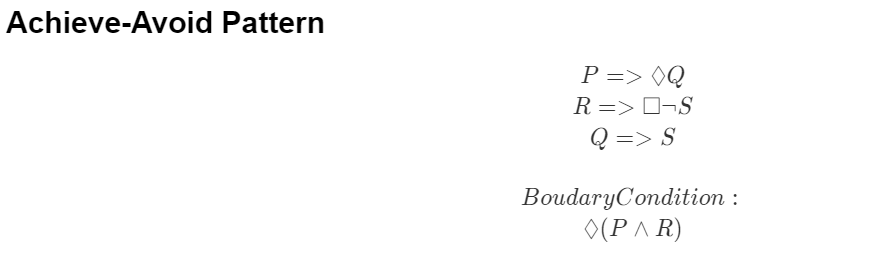 Achieve-Avoid Pattern
P => ◊Q
R => □¬S
Q => S
BoudaryCondition :
◊(P ∧ R)